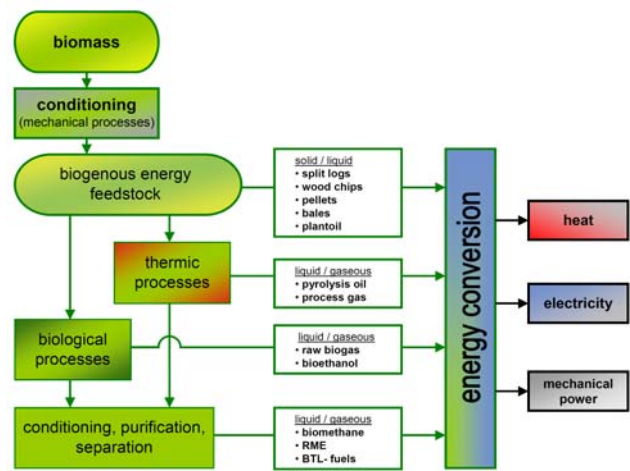 biomass
conditioning
(mechanical processes)
biogenous energy
feedstock
solid / liquid
• split logs
• wood chips
• pellets
• bales
• plantoil
thermic
processes
liquid / gaseous
• pyrolysis oil
• process gas
biological
processes
liquid / gaseous
• raw biogas
• bioethanol
conditioning, purification,
separation
liquid / gaseous
• biomethane
• RME
• BTL- fuels
energy conversion
heat
electricity
mechanical
power